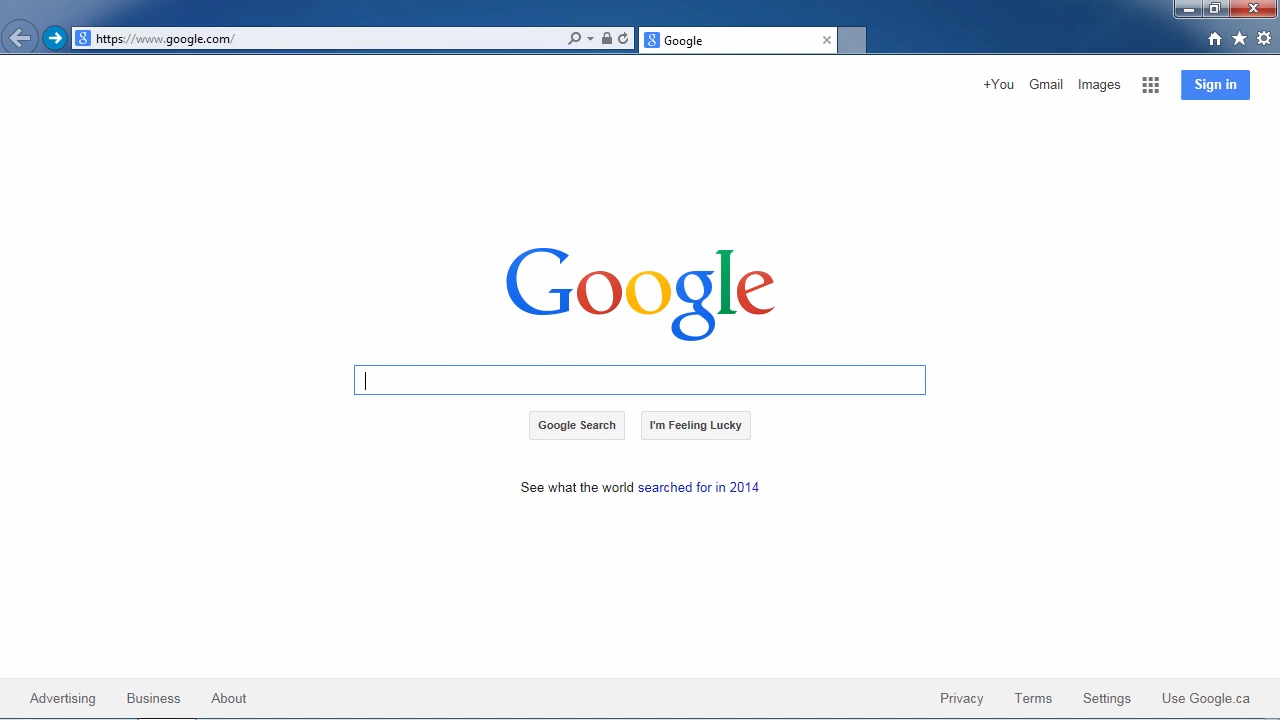 https://www.google.com/
Google
+You Gmail Images Sign in
Google
Google Search I'm Feeling Lucky
See what the world searched for in 2014
Advertising Business About Privacy Terms Settings Use Google.ca